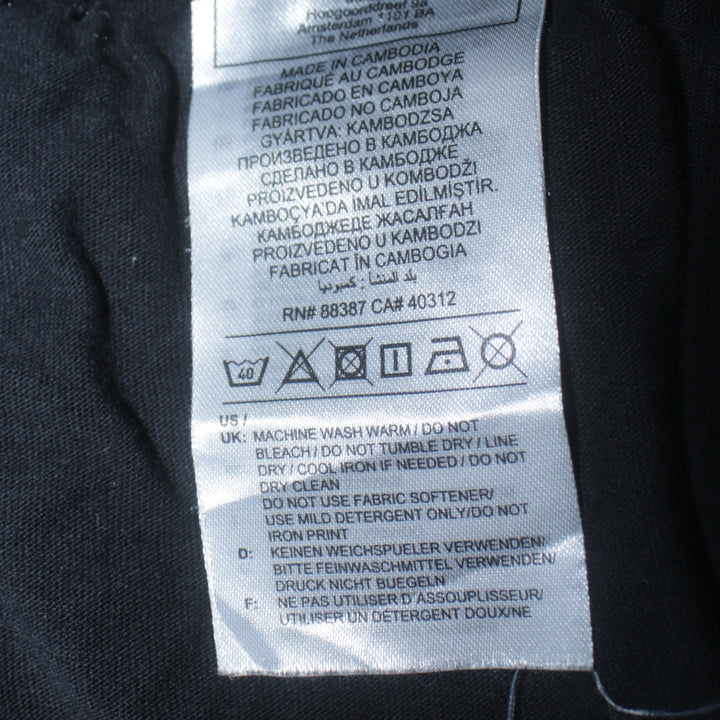 Hoogoorddreef 9a
Amsterdam 1101 BA
The Netherlands
MADE IN CAMBODIA
FABRIQUÉ AU CAMBODGE
FABRICADO EN CAMBOYA
FABRICADO NO CAMBOJA
GYÁRTVA: KAMBODZSA
ПРОИЗВЕДЕНО В КАМБОДЖА
СДЕЛАНО В КАМБОДЖЕ
PROIZVEDENO U KOMBODŽI
KAMBOÇYA'DA İMAL EDİLMİŞTİR.
КАМБОДЖЕДЕ ЖАСАЛҒАН
PROIZVEDENO U KAMBODZI
FABRICAT ÎN CAMBOGIA
بلد المنشأ: كمبوديا
RN# 88387 CA# 40312
40
US /
UK: MACHINE WASH WARM / DO NOT
BLEACH / DO NOT TUMBLE DRY / LINE
DRY / COOL IRON IF NEEDED / DO NOT
DRY CLEAN
DO NOT USE FABRIC SOFTENER/
USE MILD DETERGENT ONLY/DO NOT
IRON PRINT
D: KEINEN WEICHSPUELER VERWENDEN/
BITTE FEINWASCHMITTEL VERWENDEN/
DRUCK NICHT BUEGELN
F: NE PAS UTILISER D'ASSOUPLISSEUR/
UTILISER UN DÉTERGENT DOUX/NE